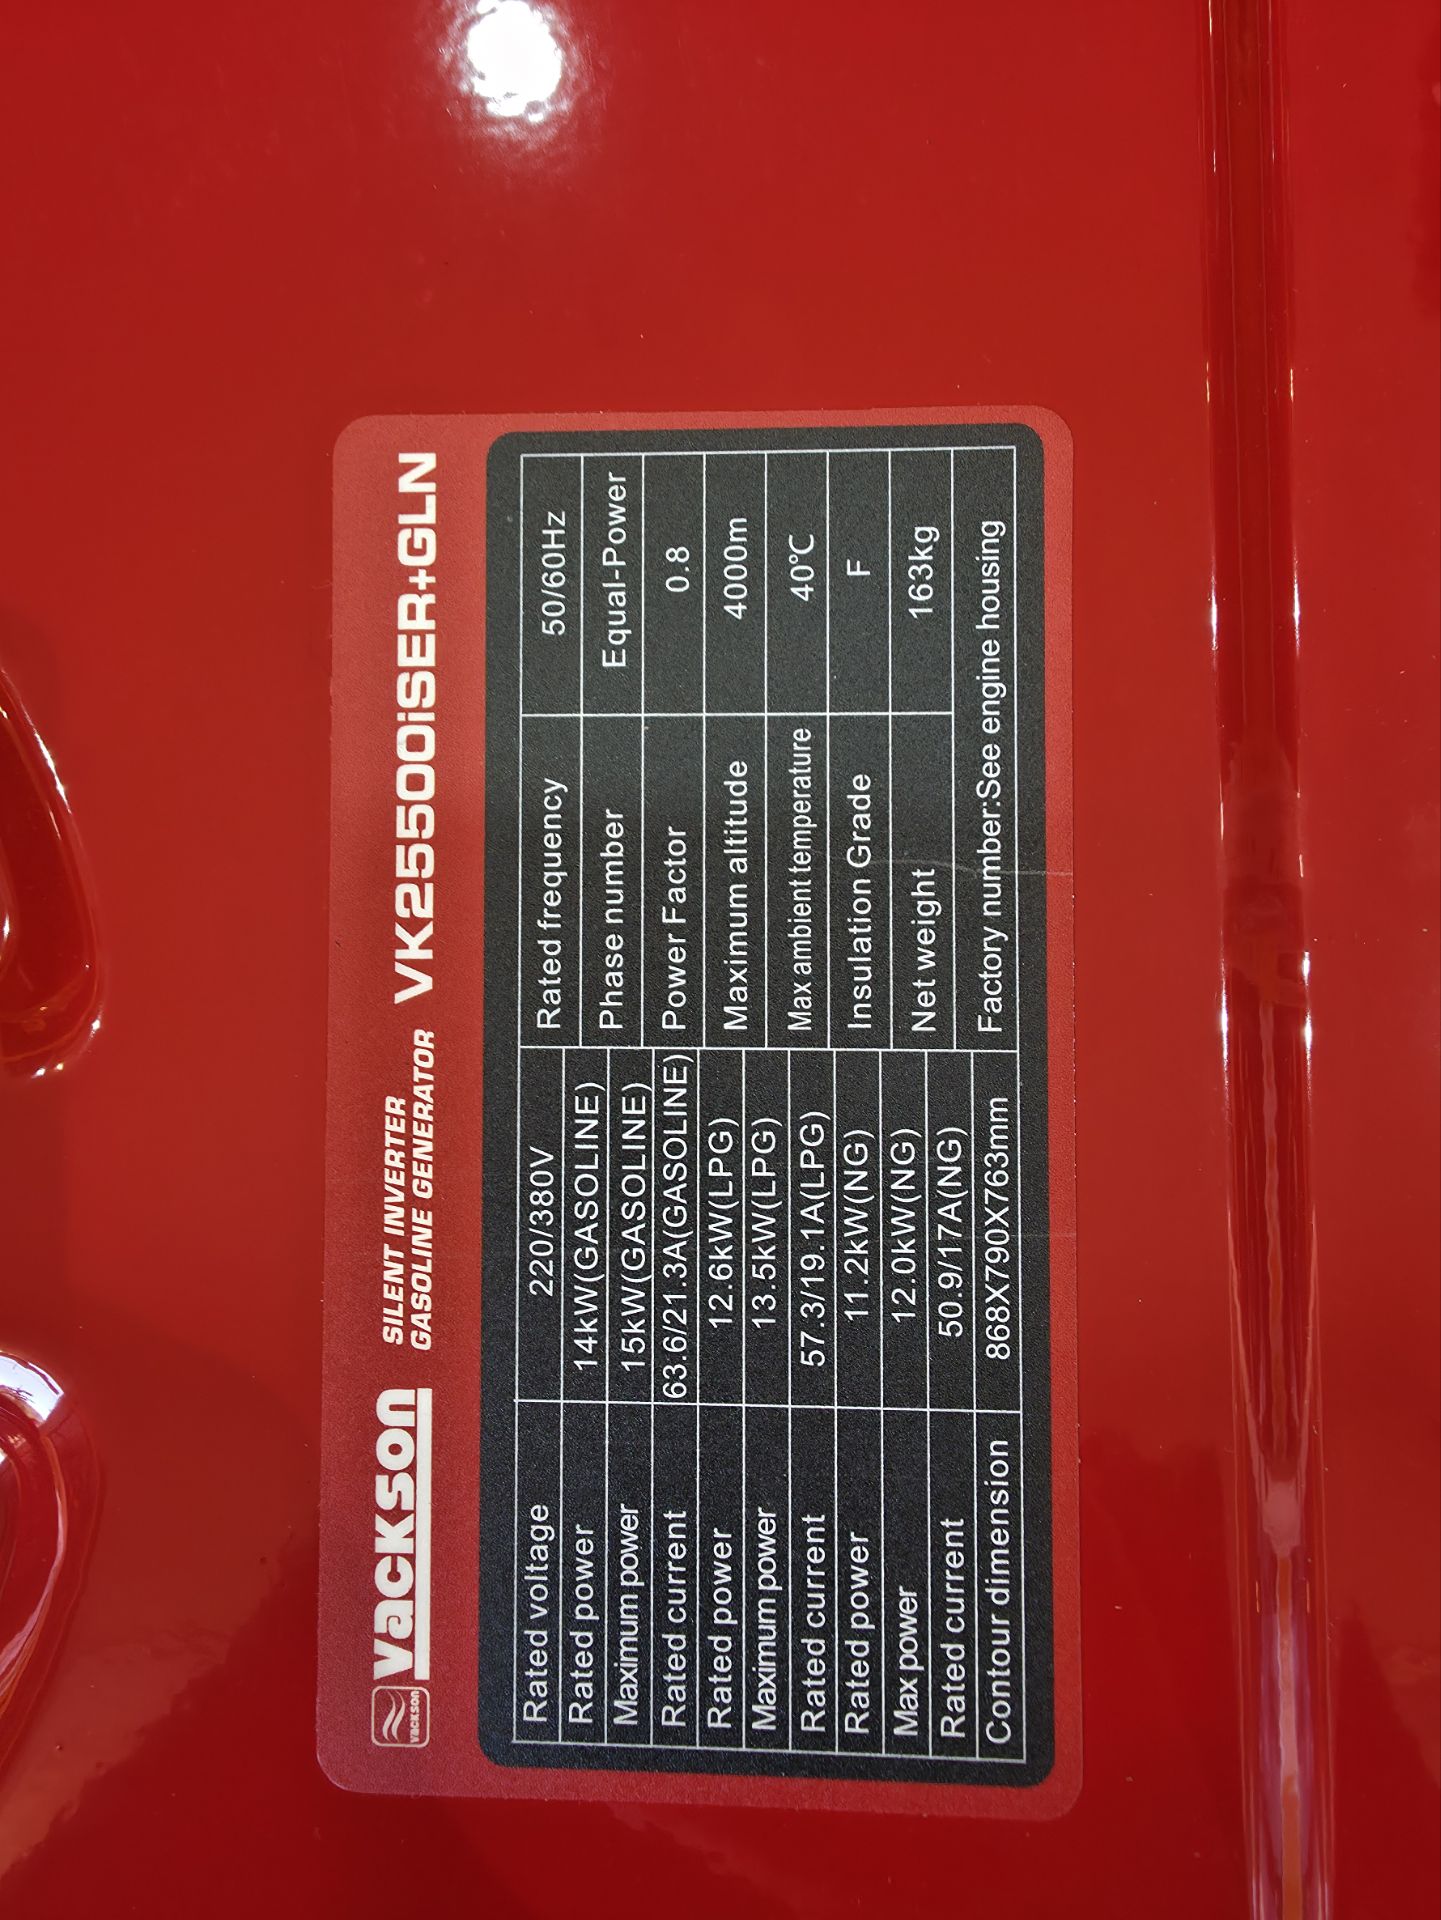 vackson
vackson
SILENT INVERTER
GASOLINE GENERATOR
VK25500iSER+GLN
Rated voltage 220/380V
Rated power 14kW(GASOLINE)
Maximum power 15kW(GASOLINE)
Rated current 63.6/21.3A(GASOLINE)
Rated power 12.6kW(LPG)
Maximum power 13.5kW(LPG)
Rated current 57.3/19.1A(LPG)
Rated power 11.2kW(NG)
Max power 12.0kW(NG)
Rated current 50.9/17A(NG)
Contour dimension 868X790X763mm
Rated frequency 50/60Hz
Phase number Equal-Power
Power Factor 0.8
Maximum altitude 4000m
Max ambient temperature 40℃
Insulation Grade F
Net weight 163kg
Factory number:See engine housing